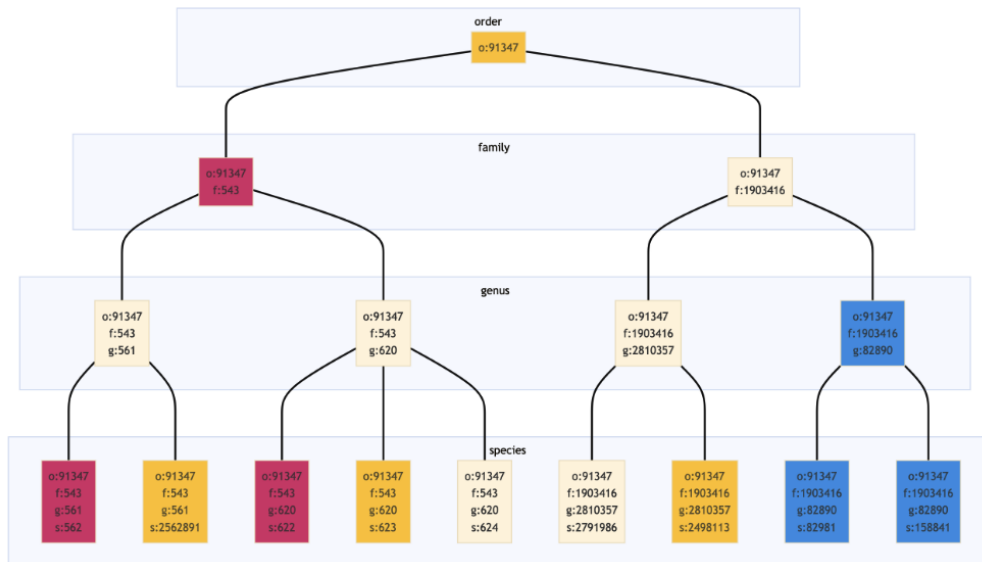 order
o:91347
family
o:91347
f:543
o:91347
f:1903416
genus
o:91347
f:543
g:561
o:91347
f:543
g:620
o:91347
f:1903416
g:2810357
o:91347
f:1903416
g:82890
species
o:91347
f:543
g:561
s:562
o:91347
f:543
g:561
s:2562891
o:91347
f:543
g:620
s:622
o:91347
f:543
g:620
s:623
o:91347
f:543
g:620
s:624
o:91347
f:1903416
g:2810357
s:2791986
o:91347
f:1903416
g:2810357
s:2498113
o:91347
f:1903416
g:82890
s:82981
o:91347
f:1903416
g:82890
s:158841